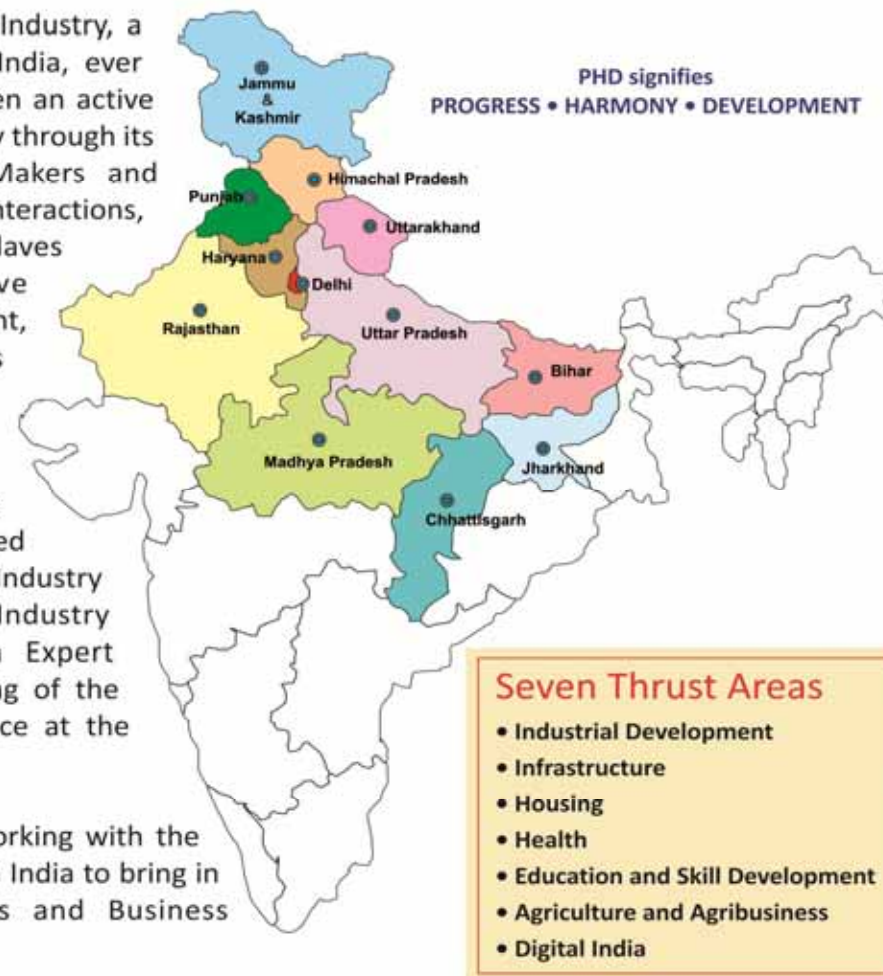 Industry, a
India, ever
en an active
y through its
Makers and
nteractions,
laves
ve
nt,
s
ed
ndustry
Industry
Expert
ng of the
ce at the
orking with the
India to bring in
s and Business
PHD signifies
PROGRESS • HARMONY • DEVELOPMENT
Jammu
&
Kashmir
Himachal Pradesh
Punjab
Uttarakhand
Haryana
Delhi
Rajasthan
Uttar Pradesh
Bihar
Madhya Pradesh
Jharkhand
Chhattisgarh
Seven Thrust Areas
• Industrial Development
• Infrastructure
• Housing
• Health
• Education and Skill Development
• Agriculture and Agribusiness
• Digital India